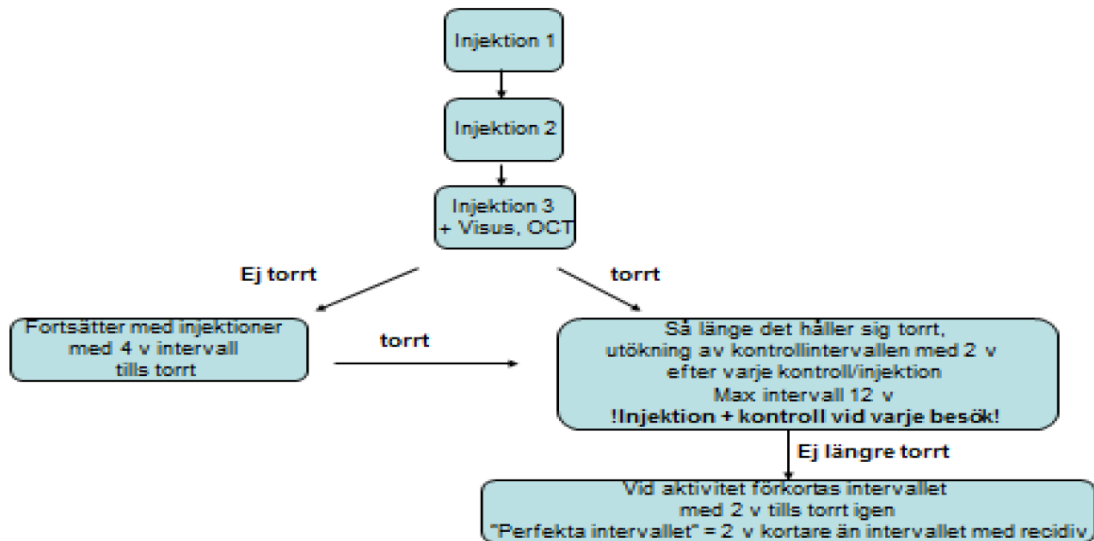 Injektion 1
Injektion 2
Injektion 3
+ Visus, OCT
Ej torrt
torrt
Fortsätter med injektioner
med 4 v intervall
tills torrt
torrt
Så länge det håller sig torrt,
utökning av kontrollintervallen med 2 v
efter varje kontroll/injektion
Max intervall 12 v
!Injektion + kontroll vid varje besök!
Ej längre torrt
Vid aktivitet förkortas intervallet
med 2 v tills torrt igen
"Perfekta intervallet" = 2 v kortare än intervallet med recidiv